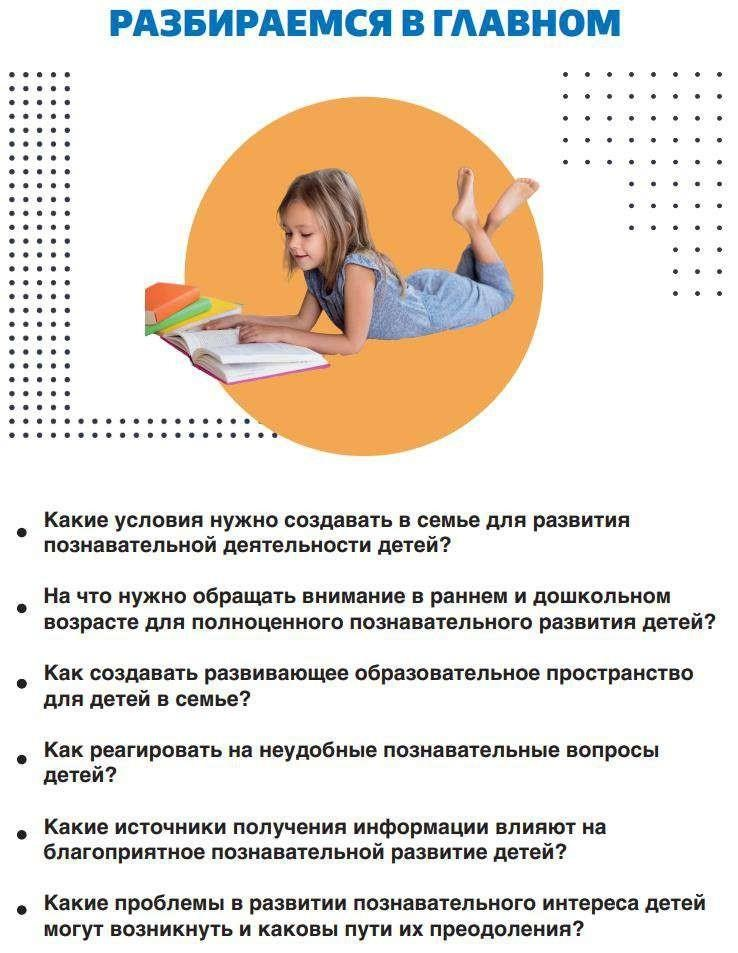 РАЗБИРАЕМСЯ В ГЛАВНОМ
• Какие условия нужно создавать в семье для развития
познавательной деятельности детей?
• На что нужно обращать внимание в раннем и дошкольном
возрасте для полноценного познавательного развития детей?
• Как создавать развивающее образовательное пространство
для детей в семье?
• Как реагировать на неудобные познавательные вопросы
детей?
• Какие источники получения информации влияют на
благоприятное познавательной развитие детей?
• Какие проблемы в развитии познавательного интереса детей
могут возникнуть и каковы пути их преодоления?